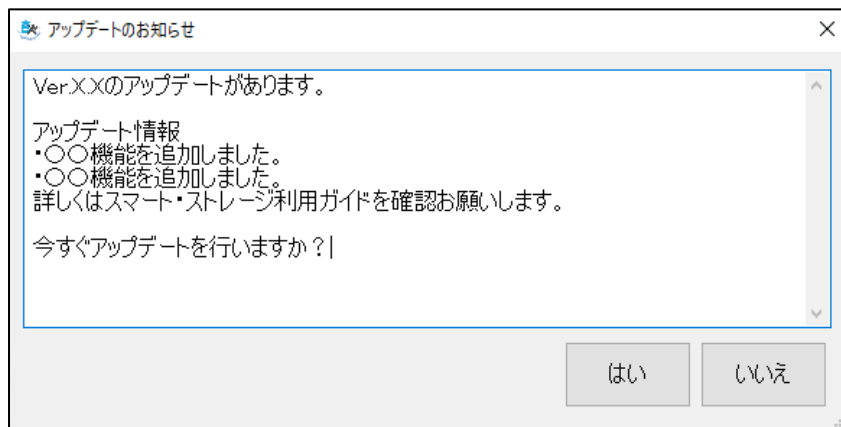 アップデートのお知らせ
Ver.X.Xのアップデートがあります。
アップデート情報
・〇〇機能を追加しました。
・〇〇機能を追加しました。
詳しくはスマート・ストレージ利用ガイドを確認お願いします。
今すぐアップデートを行いますか？
はい
いいえ